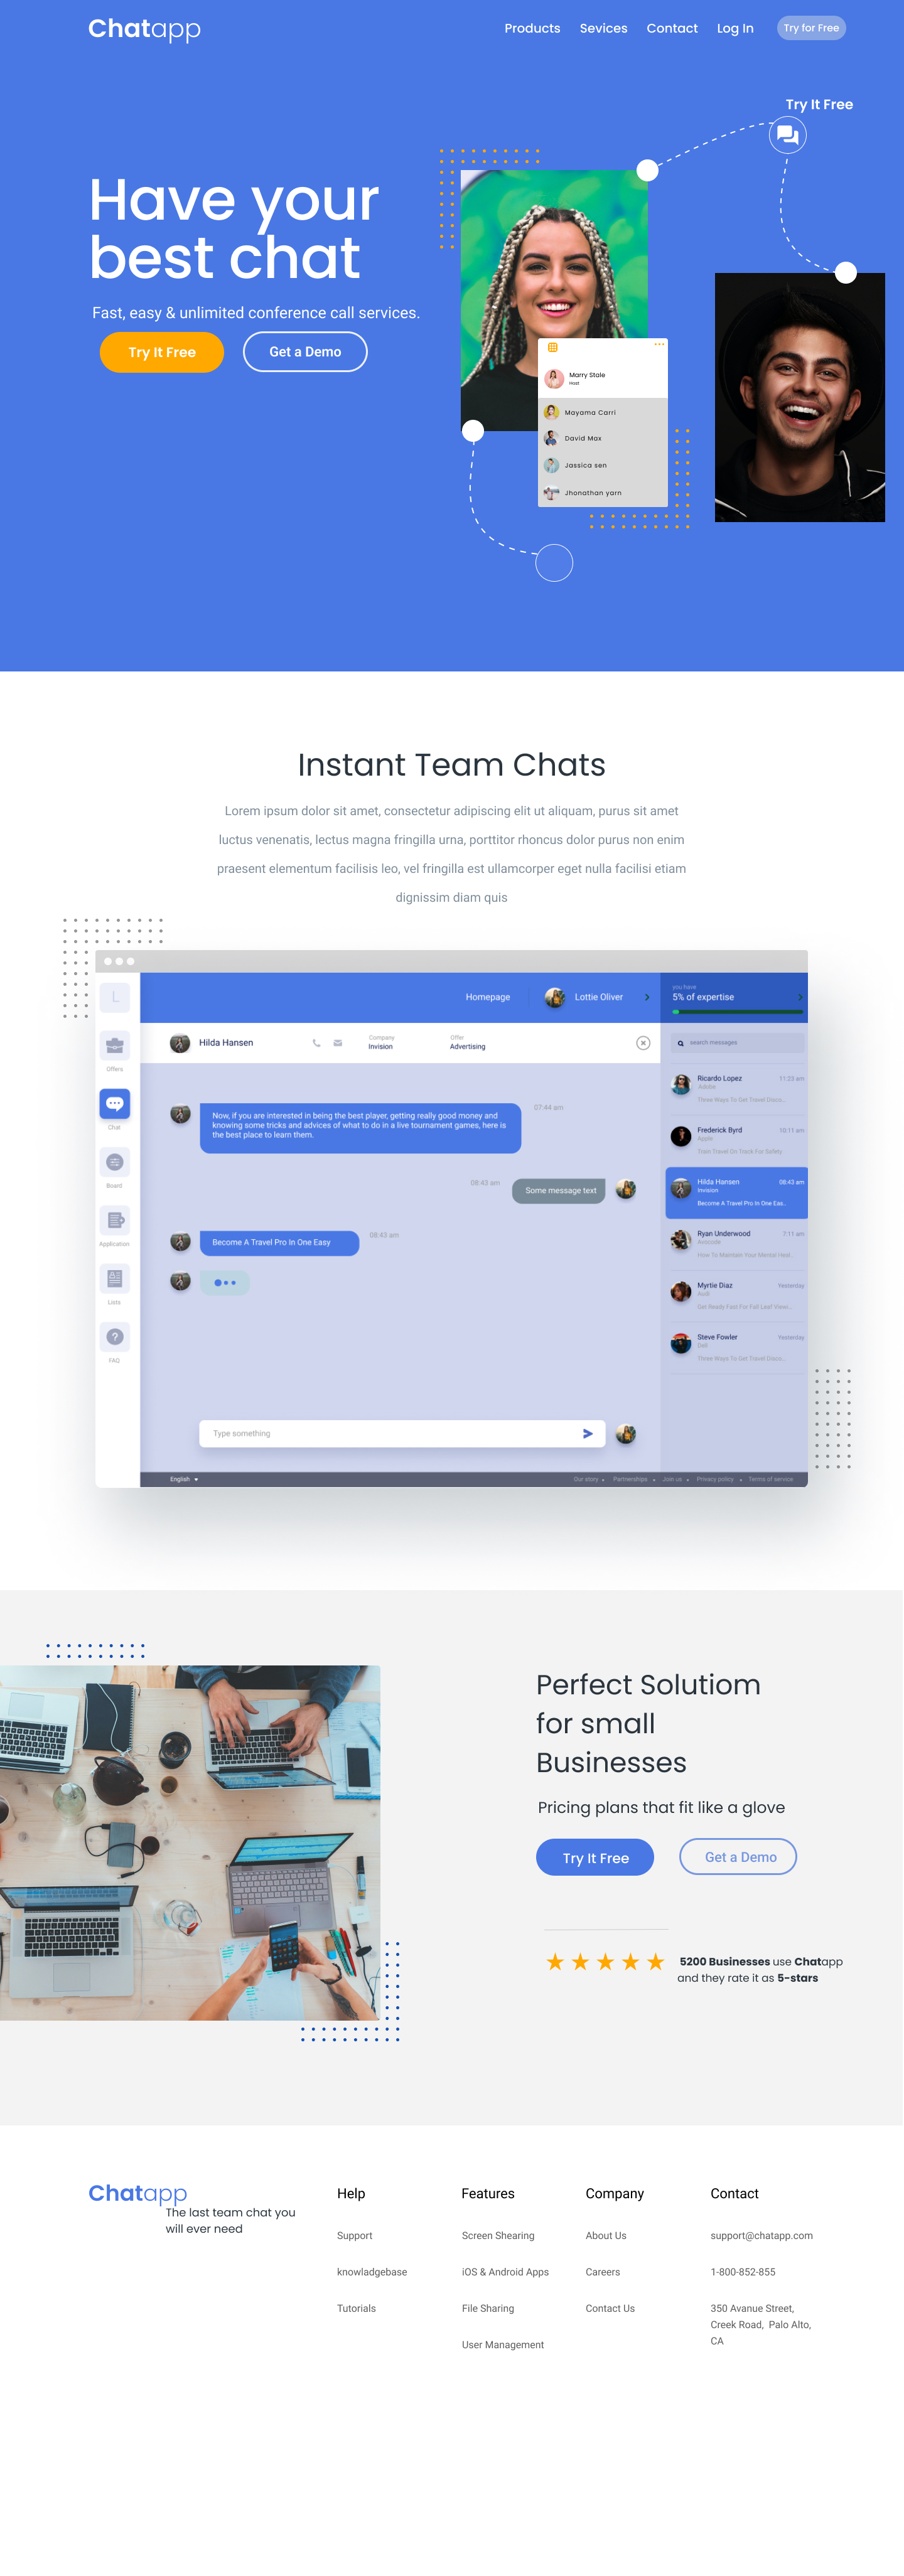 Chatapp
Products Sevices Contact Log In Try for Free
Try It Free
Have your
best chat
Fast, easy & unlimited conference call services.
Try It Free Get a Demo
Marry Stale
Host
Mayama Carri
David Max
Jassica sen
Jhonathan yarn
Instant Team Chats
Lorem ipsum dolor sit amet, consectetur adipiscing elit ut aliquam, purus sit amet
luctus venenatis, lectus magna fringilla urna, porttitor rhoncus dolor purus non enim
praesent elementum facilisis leo, vel fringilla est ullamcorper eget nulla facilisi etiam
dignissim diam quis
L
Offers
Chat
Board
Application
Lists
FAQ
Homepage Lottie Oliver
you have
5% of expertise
Hilda Hansen
Company
Invision
Offer
Advertising
search messages
Now, if you are interested in being the best player, getting really good money and
knowing some tricks and advices of what to do in a live tournament games, here is
the best place to learn them.
07:44 am
08:43 am
Some message text
Become A Travel Pro In One Easy
08:43 am
Type something
Ricardo Lopez 11:23 am
Adobe
Three Ways To Get Travel Disco...
Frederick Byrd 10:11 am
Apple
Train Travel On Track For Safety
Hilda Hansen 08:43 am
Invision
Become A Travel Pro In One Eas..
Ryan Underwood 7:11 am
Avocode
How To Maintain Your Mental Heal..
Myrtie Diaz Yesterday
Audi
Get Ready Fast For Fall Leaf Viewi...
Steve Fowler Yesterday
Dell
Three Ways To Get Travel Disco...
English
Our story Partnerships Join us Privacy policy Terms of service
Perfect Solutiom
for small
Businesses
Pricing plans that fit like a glove
Try It Free Get a Demo
5200 Businesses use Chatapp
and they rate it as 5-stars
Chatapp
The last team chat you
will ever need
Help
Support
knowladgebase
Tutorials
Features
Screen Shearing
iOS & Android Apps
File Sharing
User Management
Company
About Us
Careers
Contact Us
Contact
support@chatapp.com
1-800-852-855
350 Avanue Street,
Creek Road, Palo Alto,
CA